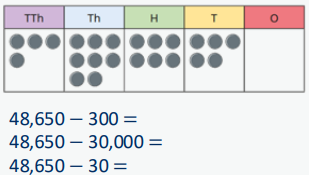 TTh Th H T O
48,650 − 300 =
48,650 − 30,000 =
48,650 − 30 =